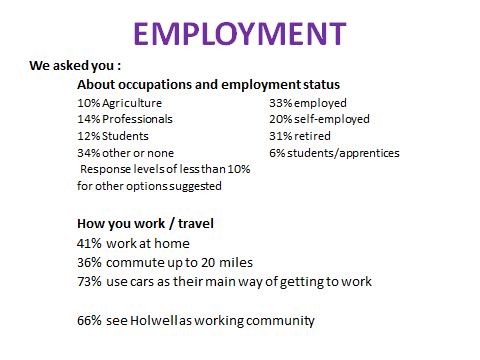 EMPLOYMENT
We asked you :
About occupations and employment status
10% Agriculture 33% employed
14% Professionals 20% self-employed
12% Students 31% retired
34% other or none 6% students/apprentices
Response levels of less than 10%
for other options suggested
How you work / travel
41% work at home
36% commute up to 20 miles
73% use cars as their main way of getting to work
66% see Holwell as working community